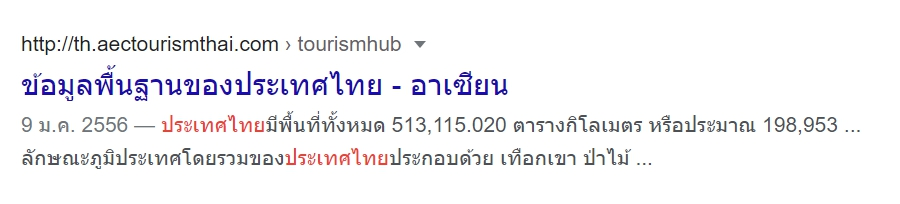 http://th.aectourismthai.com › tourismhub
ข้อมูลพื้นฐานของประเทศไทย - อาเซียน
9 ม.ค. 2556 — ประเทศไทยมีพื้นที่ทั้งหมด 513,115.020 ตารางกิโลเมตร หรือประมาณ 198,953 ...
ลักษณะภูมิประเทศโดยรวมของประเทศไทยประกอบด้วย เทือกเขา ป่าไม้ ...